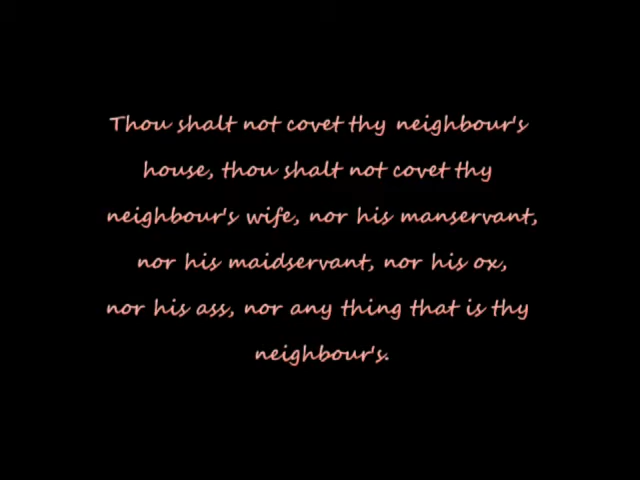 Thou shalt not covet thy neighbour's
house, thou shalt not covet thy
neighbour's wife, nor his manservant,
nor his maidservant, nor his ox,
nor his ass, nor any thing that is thy
neighbour's.